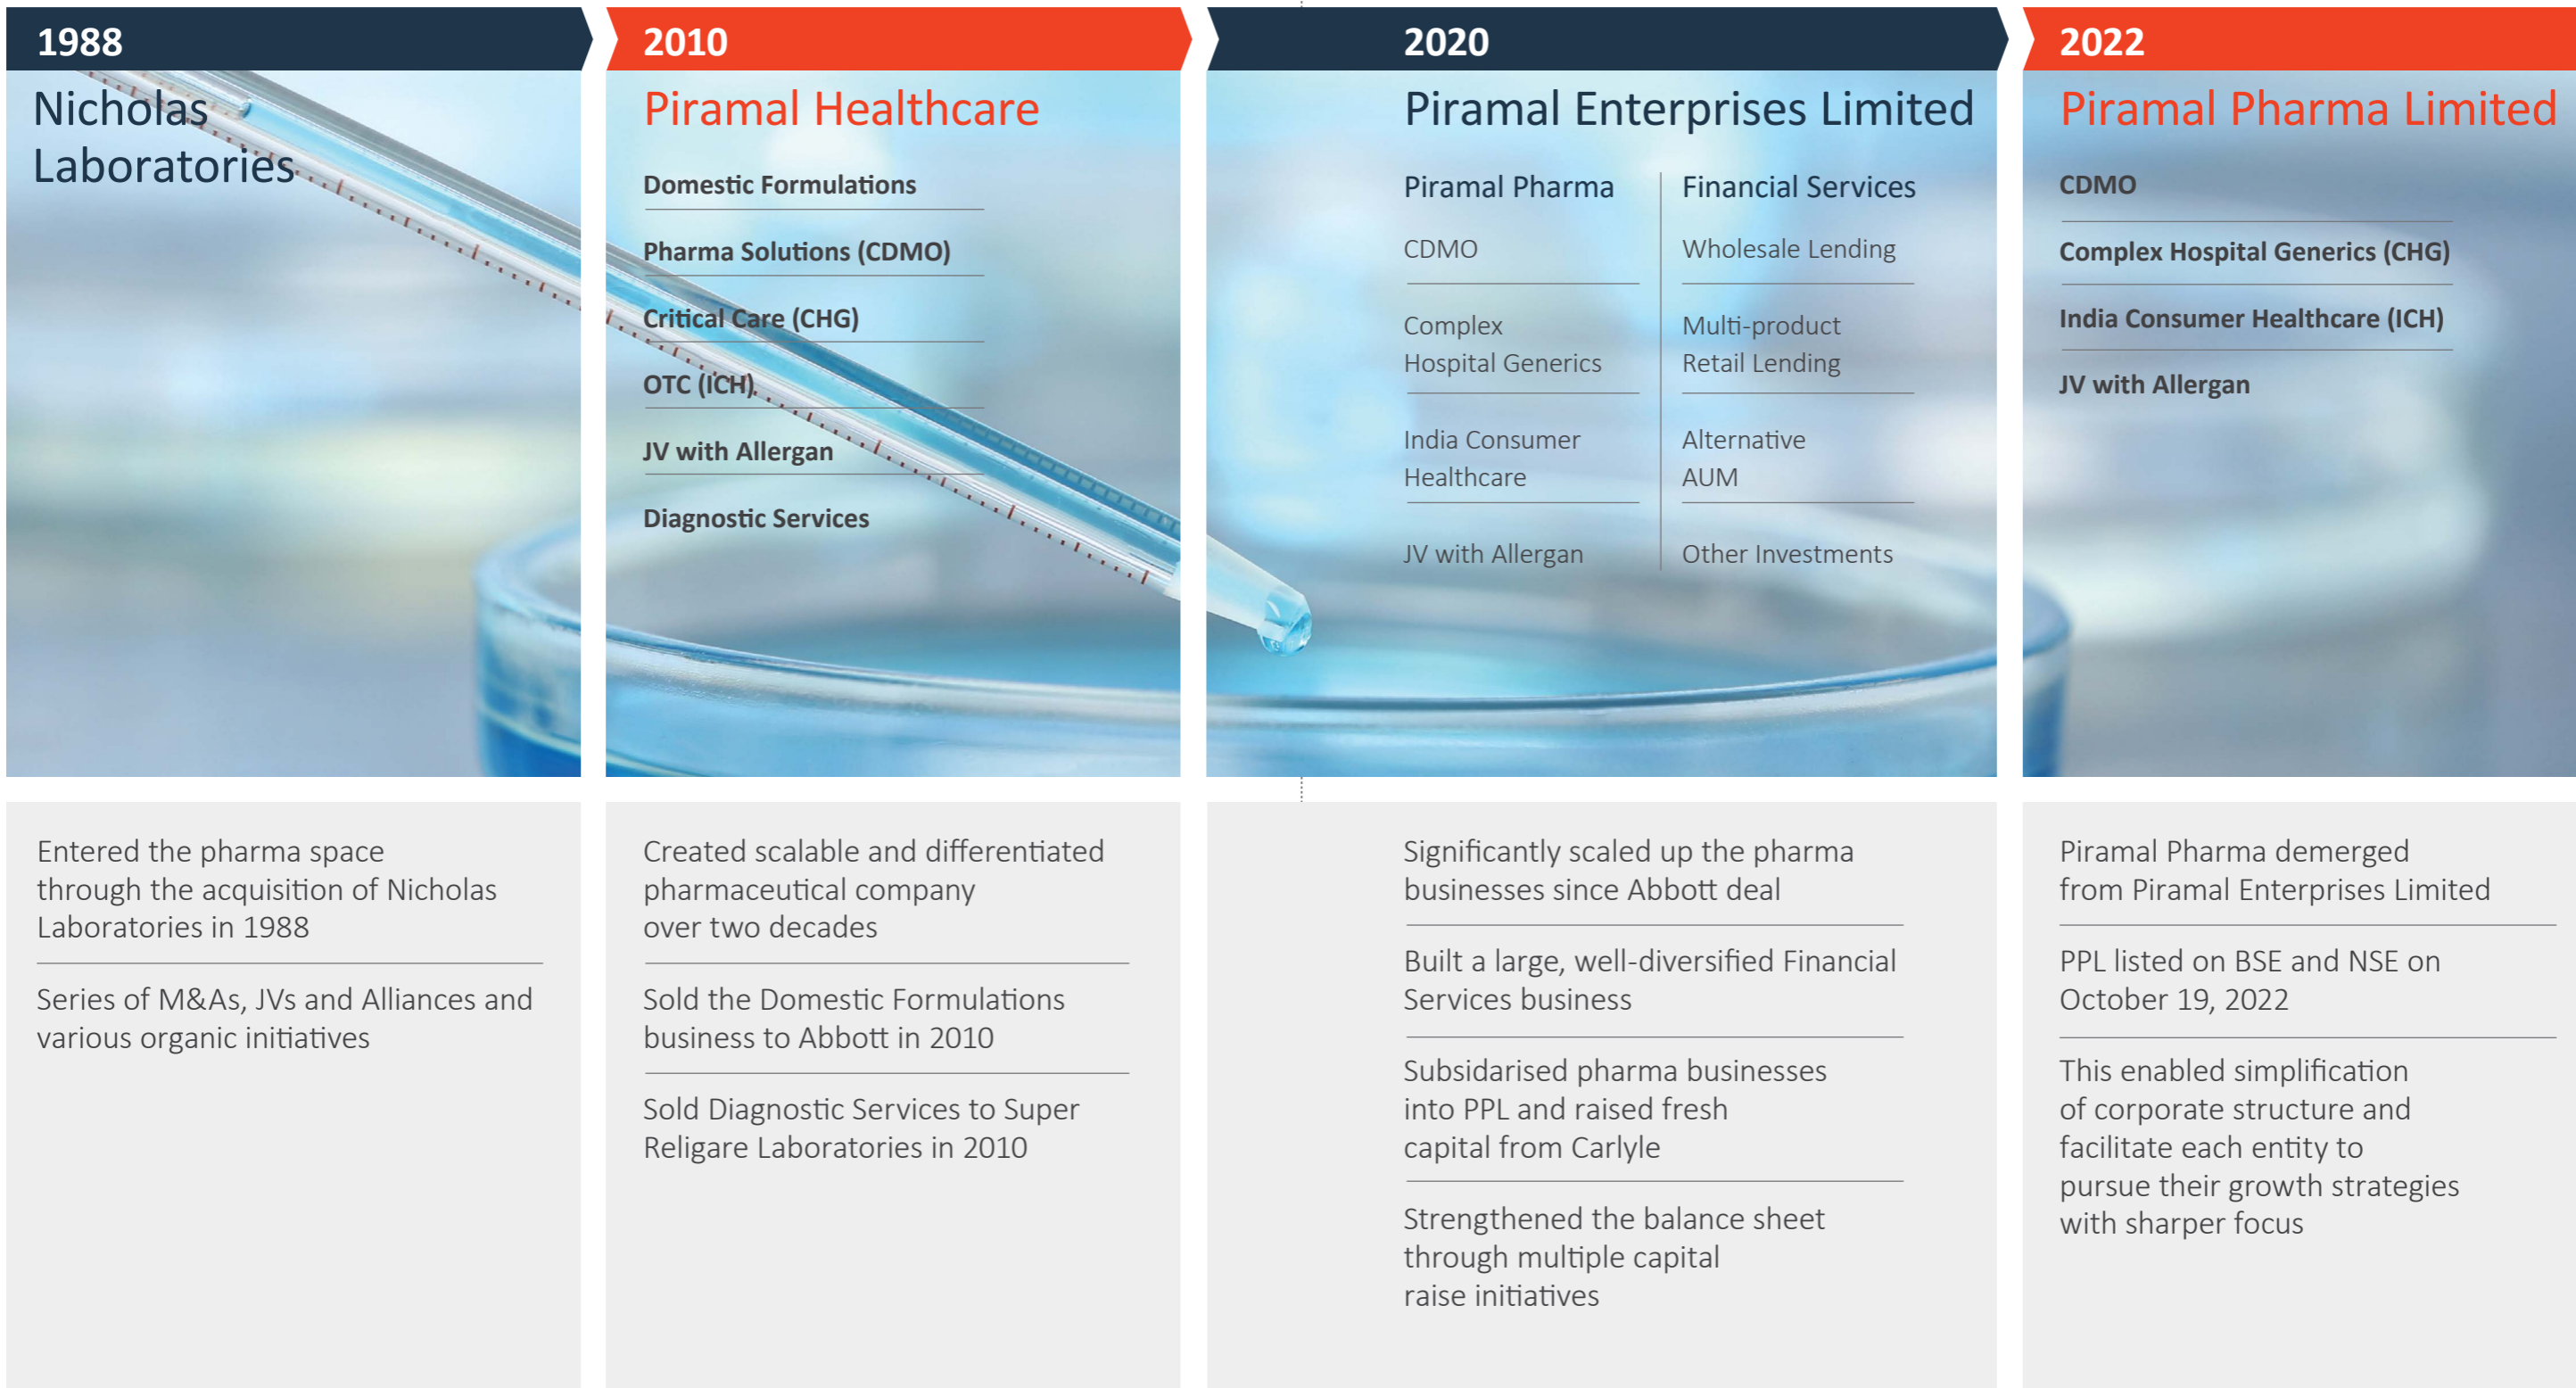 1988
Nicholas
Laboratories
Entered the pharma space
through the acquisition of Nicholas
Laboratories in 1988
Series of M&As, JVs and Alliances and
various organic initiatives
2010
Piramal Healthcare
Domestic Formulations
Pharma Solutions (CDMO)
Critical Care (CHG)
OTC (ICH)
JV with Allergan
Diagnostic Services
Created scalable and differentiated
pharmaceutical company
over two decades
Sold the Domestic Formulations
business to Abbott in 2010
Sold Diagnostic Services to Super
Religare Laboratories in 2010
2020
Piramal Enterprises Limited
Piramal Pharma
CDMO
Complex
Hospital Generics
India Consumer
Healthcare
JV with Allergan
Financial Services
Wholesale Lending
Multi-product
Retail Lending
Alternative
AUM
Other Investments
Significantly scaled up the pharma
businesses since Abbott deal
Built a large, well-diversified Financial
Services business
Subsidarised pharma businesses
into PPL and raised fresh
capital from Carlyle
Strengthened the balance sheet
through multiple capital
raise initiatives
2022
Piramal Pharma Limited
CDMO
Complex Hospital Generics (CHG)
India Consumer Healthcare (ICH)
JV with Allergan
Piramal Pharma demerged
from Piramal Enterprises Limited
PPL listed on BSE and NSE on
October 19, 2022
This enabled simplification
of corporate structure and
facilitate each entity to
pursue their growth strategies
with sharper focus